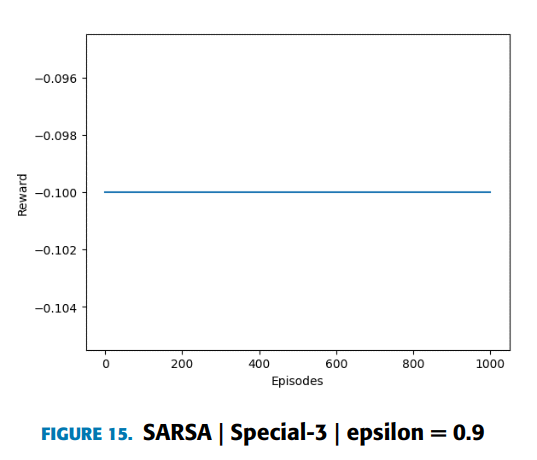 −0.096
−0.098
−0.100
−0.102
−0.104
Reward
0 200 400 600 800 1000
Episodes
FIGURE 15. SARSA | Special-3 | epsilon = 0.9